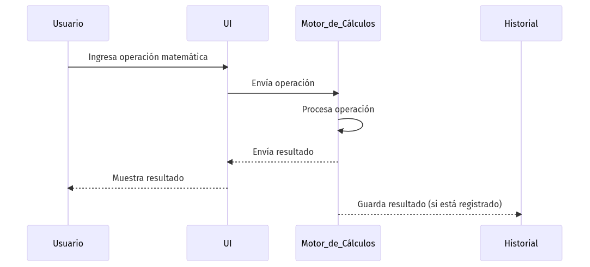 Usuario
UI
Motor_de_Cálculos
Historial
Ingresa operación matemática
Envía operación
Procesa operación
Envía resultado
Muestra resultado
Guarda resultado (si está registrado)
Usuario
UI
Motor_de_Cálculos
Historial